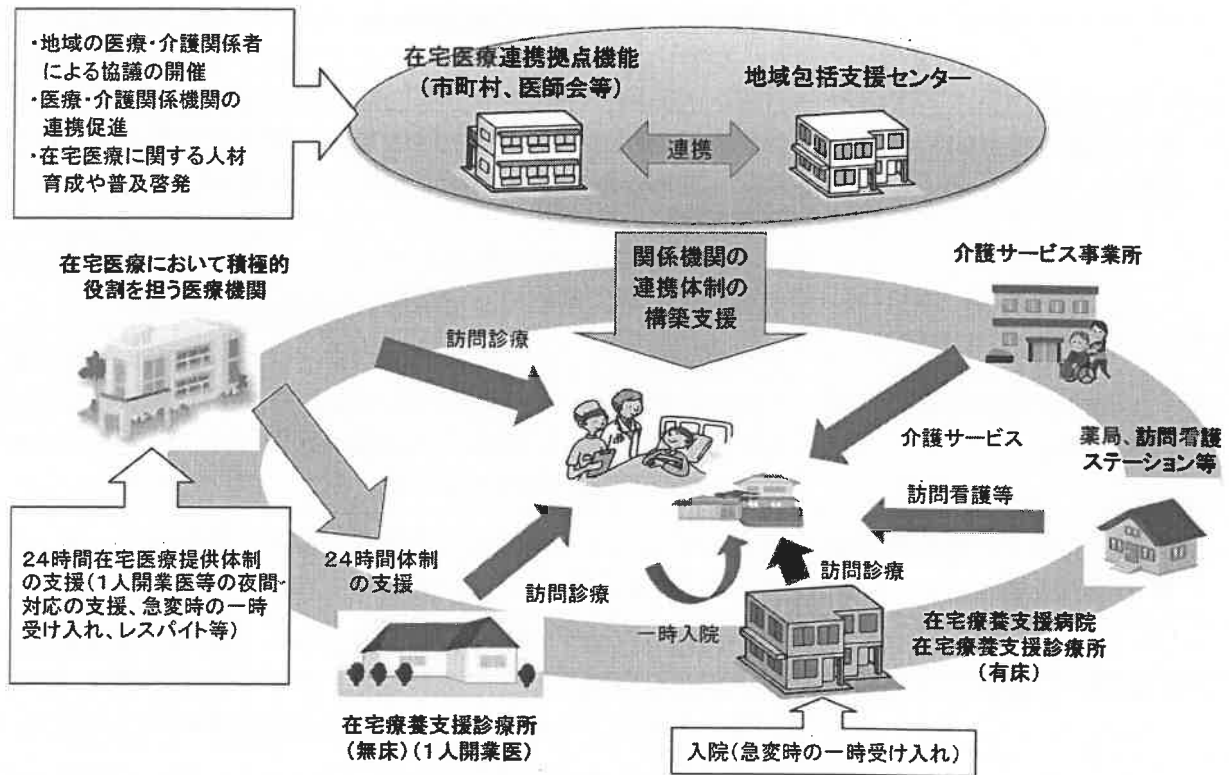 ・地域の医療・介護関係者
による協議の開催
・医療・介護関係機関の
連携促進
・在宅医療に関する人材
育成や普及啓発
在宅医療連携拠点機能
(市町村、医師会等)
地域包括支援センター
連携
関係機関の
連携体制の
構築支援
在宅医療において積極的
役割を担う医療機関
介護サービス事業所
訪問診療
介護サービス
薬局、訪問看護
ステーション等
訪問看護等
24時間在宅医療提供体制
の支援(1人開業医等の夜間
対応の支援、急変時の一時
受け入れ、レスパイト等)
24時間体制
の支援
訪問診療
訪問診療
一時入院
在宅療養支援病院
在宅療養支援診療所
(有床)
在宅療養支援診療所
(無床)(1人開業医)
入院(急変時の一時受け入れ)